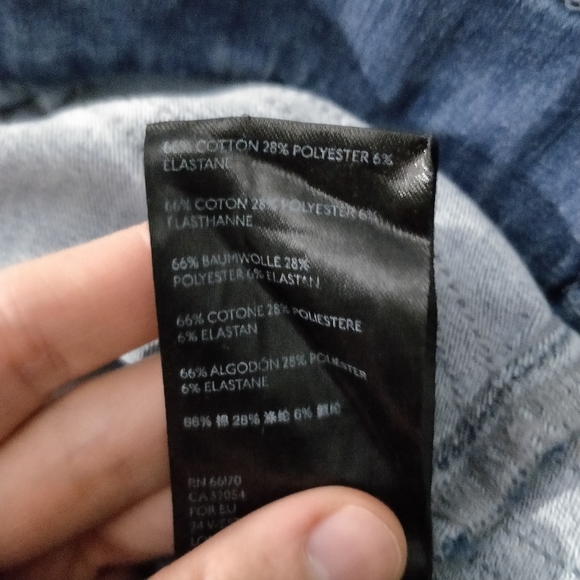 66% COTTON 28% POLYESTER 6%
ELASTANE
66% COTON 28% POLYESTER 6%
ELASTHANNE
66% BAUMWOLLE 28%
POLYESTER 6% ELASTAN
66% COTONE 28% POLIESTERE
6% ELASTAN
66% ALGODÓN 28% POLIESTER
6% ELASTANE
66% 棉 28% 涤纶 6% 氨纶
RN 66170
CA 32054
FOR EU